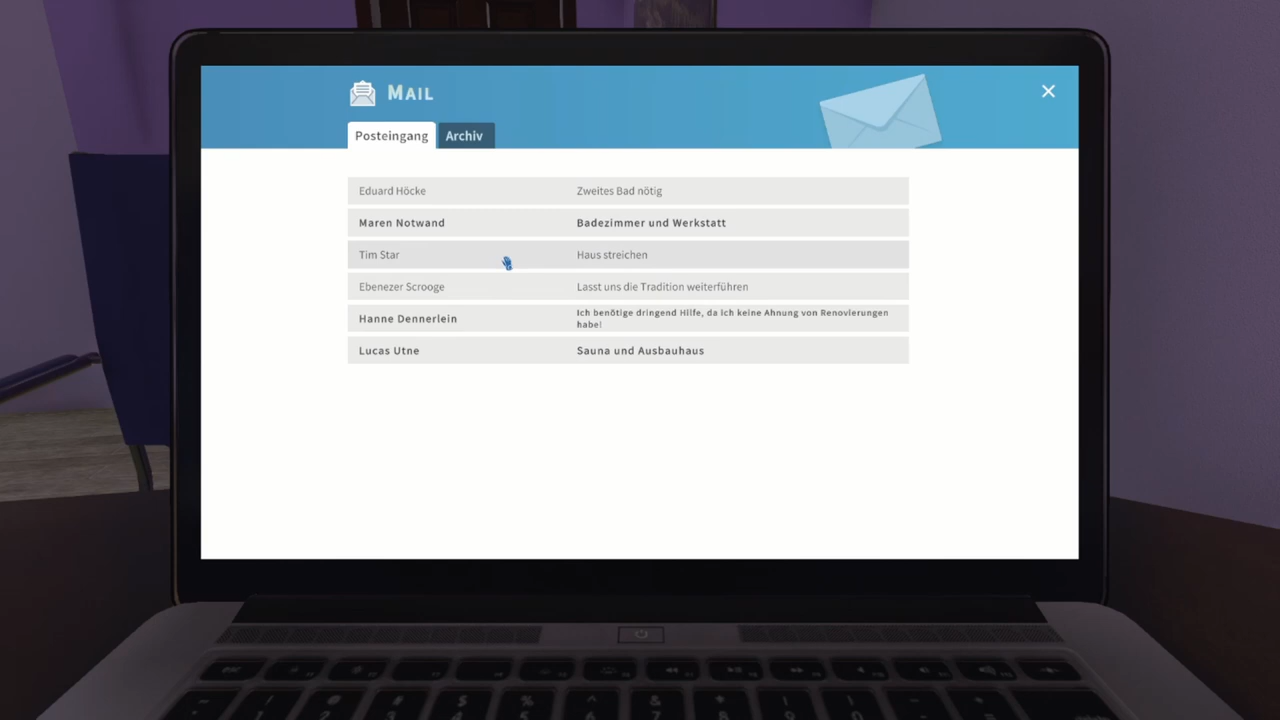 Mail
Posteingang Archiv
Eduard Höcke Zweites Bad nötig
Maren Notwand Badezimmer und Werkstatt
Tim Star Haus streichen
Ebenezer Scrooge Lasst uns die Tradition weiterführen
Hanne Dennerlein Ich benötige dringend Hilfe, da ich keine Ahnung von Renovierungen
habe!
Lucas Utne Sauna und Ausbauhaus